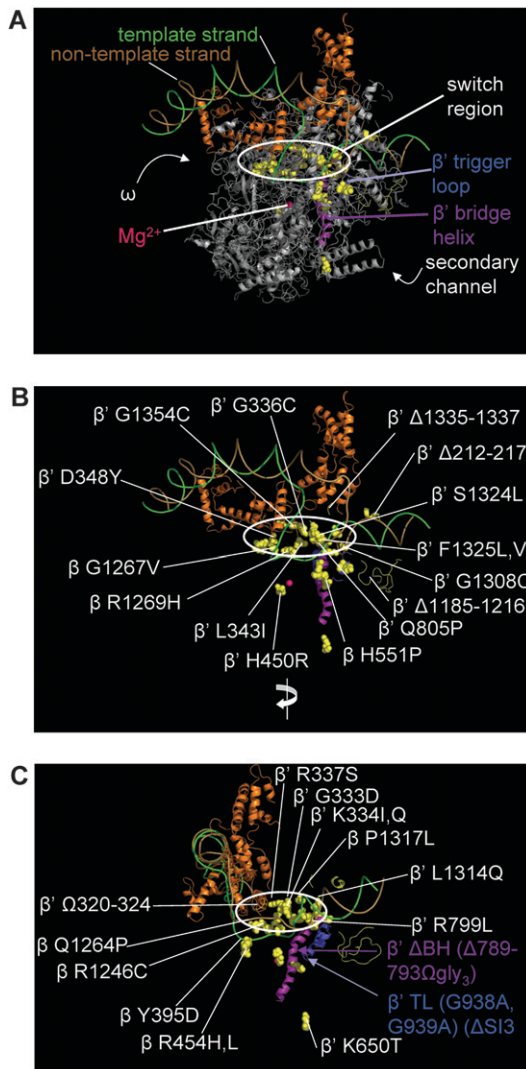 A
template strand
non-template strand
switch
region
ω
β' trigger
loop
Mg2+
β' bridge
helix
secondary
channel
B
β' G1354C
β' G336C
β' Δ1335-1337
β' Δ212-217
β' D348Y
β' S1324L
β G1267V
β' F1325L,V
β R1269H
β' G1308C
β' Δ1185-1216
β' L343I
β' Q805P
β' H450R
β H551P
C
β' R337S
β' G333D
β' K334I,Q
β P1317L
β' L1314Q
β' Ω320-324
β' R799L
β Q1264P
β' ΔBH (Δ789-
793Ωgly3)
β R1246C
β' TL (G938A,
G939A) (ΔSI3
β Y395D
β R454H,L
β' K650T